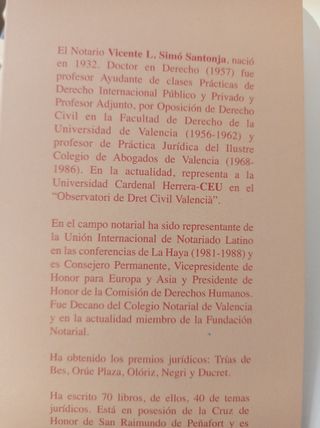 El Notario Vicente L. Simó Santonja, nació
en 1932. Doctor en Derecho (1957) fue
profesor Ayudante de clases Prácticas de
Derecho Internacional Público y Privado y
Profesor Adjunto, por Oposición de Derecho
Civil en la Facultad de Derecho de la
Universidad de Valencia (1956-1962) y
profesor de Práctica Jurídica del Ilustre
Colegio de Abogados de Valencia (1968-
1986). En la actualidad, representa a la
Universidad Cardenal Herrera-CEU en el
"Observatori de Dret Civil Valencià".
En el campo notarial ha sido representante de
la Unión Internacional de Notariado Latino
en las conferencias de La Haya (1981-1988) y
es Consejero Permanente, Vicepresidente de
Honor para Europa y Asia y Presidente de
Honor de la Comisión de Derechos Humanos.
Fue Decano del Colegio Notarial de Valencia
y en la actualidad miembro de la Fundación
Notarial.
Ha obtenido los premios jurídicos: Trías de
Bes, Orúe Plaza, Olóriz, Negri y Ducret.
Ha escrito 70 libros, de ellos, 40 de temas
jurídicos. Está en posesión de la Cruz de
Honor de San Raimundo de Peñafort y es